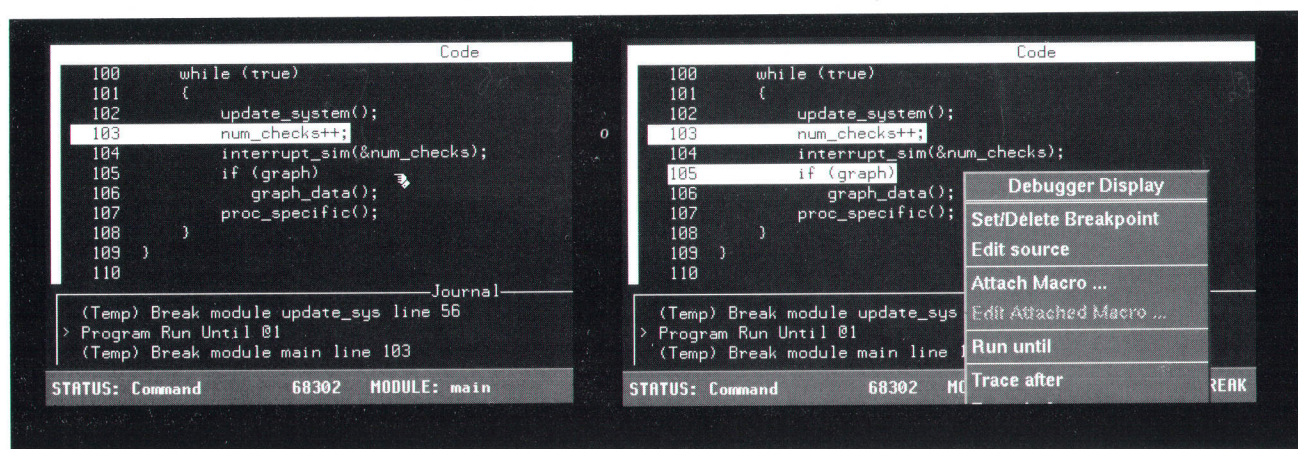 Code
100 while (true)
101 {
102 update_system();
103 num_checks++;
104 interrupt_sim(&num_checks);
105 if (graph)
106 graph_data();
107 proc_specific();
108 }
109 }
110
Journal
(Temp) Break module update_sys line 56
> Program Run Until @1
(Temp) Break module main line 103
STATUS: Command 68302 MODULE: main
o
Code
100 while (true)
101 {
102 update_system();
103 num_checks++;
104 interrupt_sim(&num_checks);
105 if (graph)
106 graph_data();
107 proc_specific();
108 }
109 }
110
(Temp) Break module update_sys
> Program Run Until @1
(Temp) Break module main line
STATUS: Command 68302 MO
Debugger Display
Set/Delete Breakpoint
Edit source
Attach Macro ...
Edit Attached Macro ...
Run until
Trace after
REAK